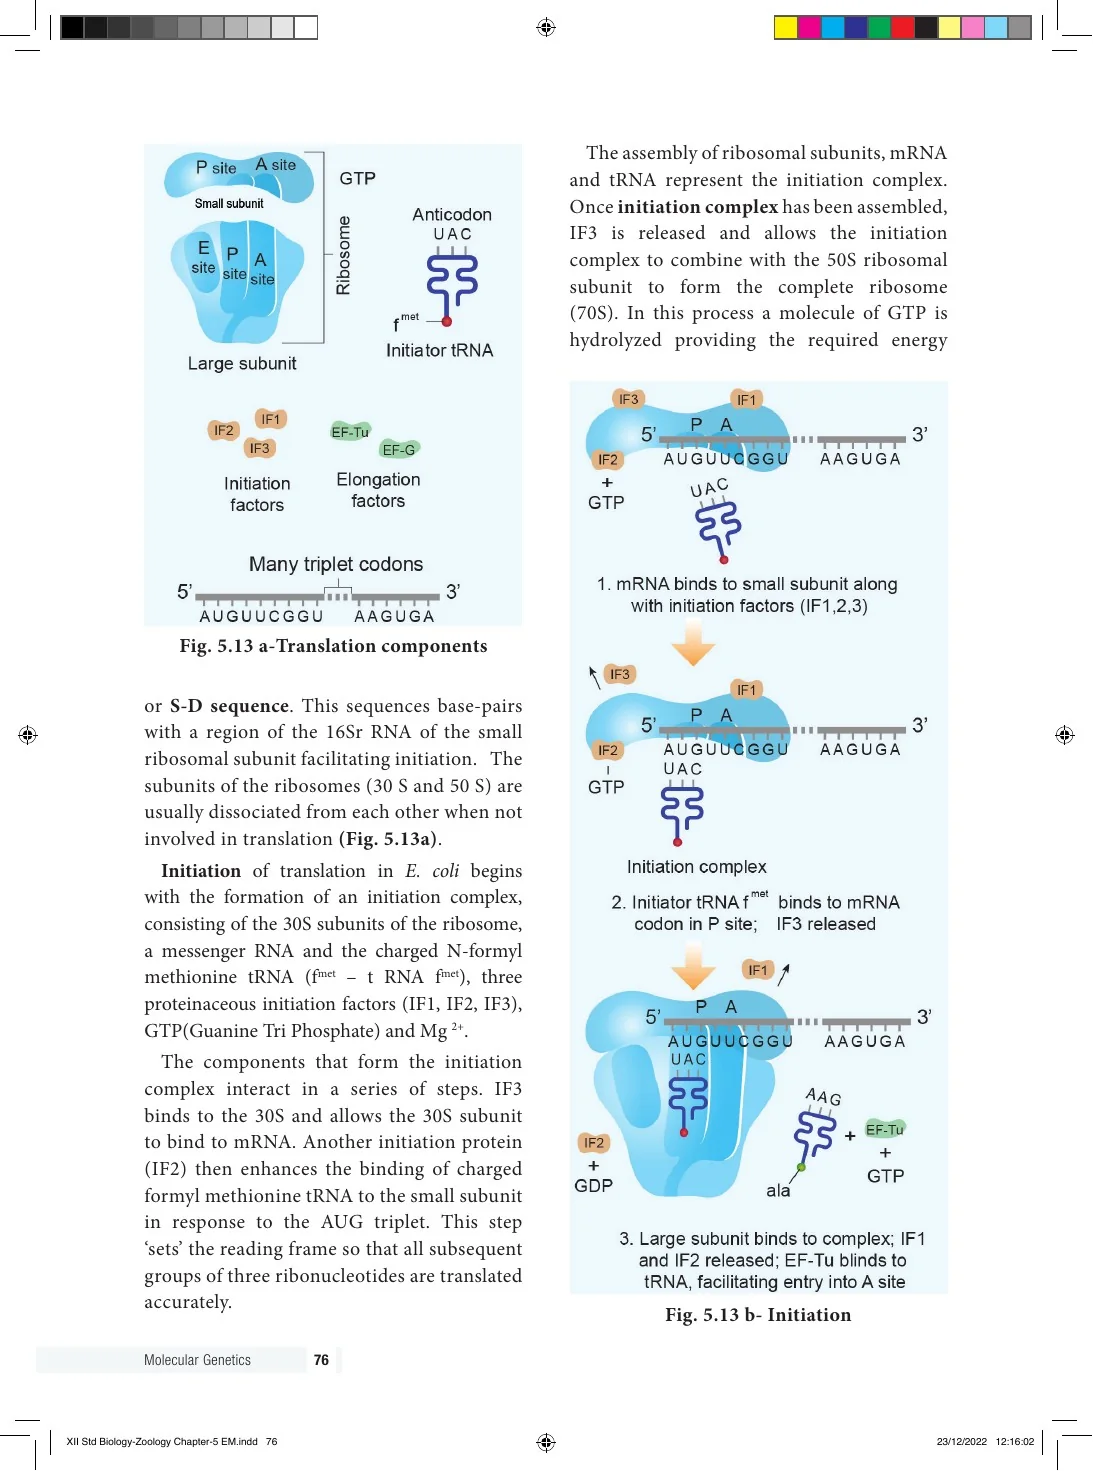 P site A site
Small subunit
GTP
E site P site A site
Ribosome
Large subunit
Anticodon
UAC
f met
Initiator tRNA
IF2 IF1 IF3
Initiation
factors
EF-Tu
EF-G
Elongation
factors
Many triplet codons
5’ 3’
AUGUUCGGU AAGUGA
Fig. 5.13 a-Translation components
or S-D sequence. This sequences base-pairs
with a region of the 16Sr RNA of the small
ribosomal subunit facilitating initiation. The
subunits of the ribosomes (30 S and 50 S) are
usually dissociated from each other when not
involved in translation (Fig. 5.13a).
Initiation of translation in E. coli begins
with the formation of an initiation complex,
consisting of the 30S subunits of the ribosome,
a messenger RNA and the charged N-formyl
methionine tRNA (fmet – t RNA fmet), three
proteinaceous initiation factors (IF1, IF2, IF3),
GTP(Guanine Tri Phosphate) and Mg 2+.
The components that form the initiation
complex interact in a series of steps. IF3
binds to the 30S and allows the 30S subunit
to bind to mRNA. Another initiation protein
(IF2) then enhances the binding of charged
formyl methionine tRNA to the small subunit
in response to the AUG triplet. This step
‘sets’ the reading frame so that all subsequent
groups of three ribonucleotides are translated
accurately.
The assembly of ribosomal subunits, mRNA
and tRNA represent the initiation complex.
Once initiation complex has been assembled,
IF3 is released and allows the initiation
complex to combine with the 50S ribosomal
subunit to form the complete ribosome
(70S). In this process a molecule of GTP is
hydrolyzed providing the required energy
IF3 IF1
P A
5’ 3’
IF2 AUGUUCGGU AAGUGA
+
GTP
UAC
1. mRNA binds to small subunit along
with initiation factors (IF1,2,3)
IF3
IF1
P A
5’ 3’
IF2 AUGUUCGGU AAGUGA
UAC
GTP
Initiation complex
2. Initiator tRNA f met binds to mRNA
codon in P site; IF3 released
IF1
P A
5’ 3’
AUGUUCGGU AAGUGA
UAC
AAG
+ EF-Tu
+
GTP
ala
IF2
+
GDP
3. Large subunit binds to complex; IF1
and IF2 released; EF-Tu blinds to
tRNA, facilitating entry into A site
Fig. 5.13 b- Initiation
Molecular Genetics 76
XII Std Biology-Zoology Chapter-5 EM.indd 76 23/12/2022 12:16:02